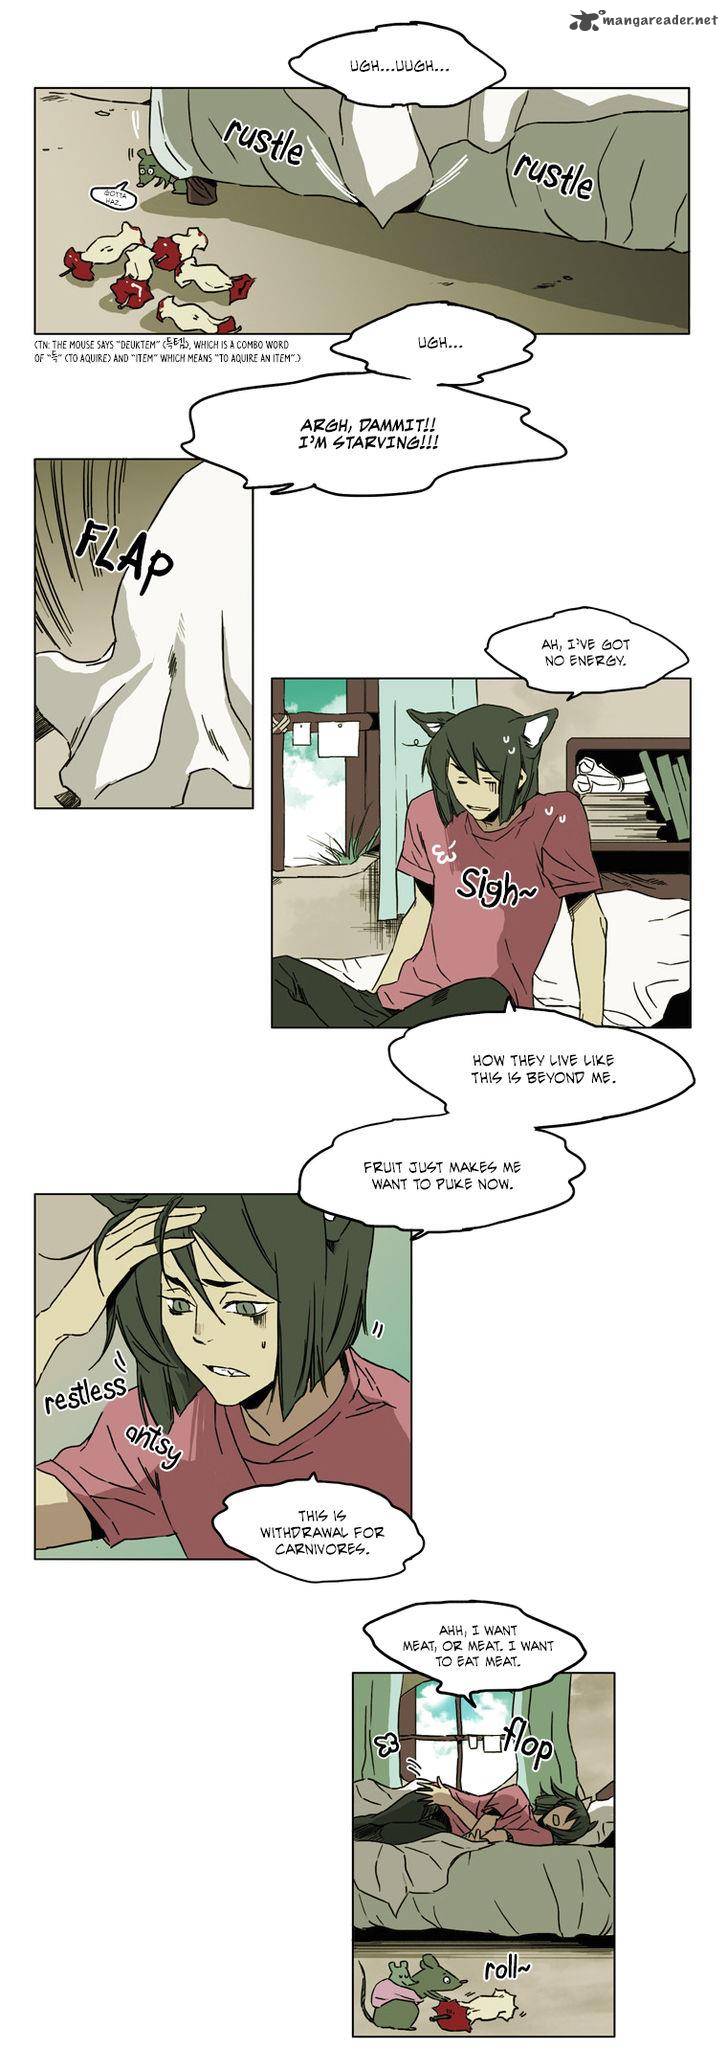 mangareader.net
UGH...UUGH...
rustle
rustle
GOTTA
HAZ.
(TN: THE MOUSE SAYS "DEUKTEM" (득템), WHICH IS A COMBO WORD
OF "득" (TO AQUIRE) AND "ITEM" WHICH MEANS "TO AQUIRE AN ITEM".)
UGH...
ARGH, DAMMIT!!
I'M STARVING!!!
FLAP
AH, I'VE GOT
NO ENERGY.
Sigh~
HOW THEY LIVE LIKE
THIS IS BEYOND ME.
FRUIT JUST MAKES ME
WANT TO PUKE NOW.
restless
antsy
THIS IS
WITHDRAWAL FOR
CARNIVORES.
AHH, I WANT
MEAT, OR MEAT. I WANT
TO EAT MEAT.
flop
roll~